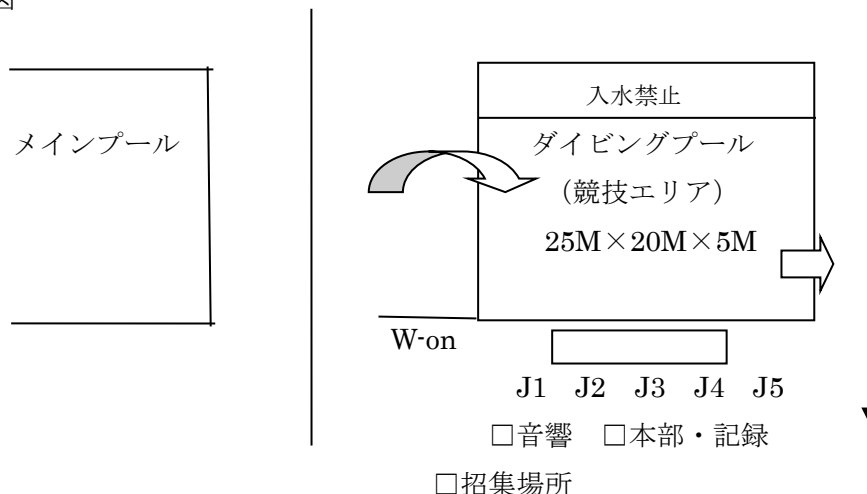 入水禁止
メインプール
ダイビングプール
（競技エリア）
25M×20M×5M
W-on
J1 J2 J3 J4 J5
□音響 □本部・記録
□招集場所